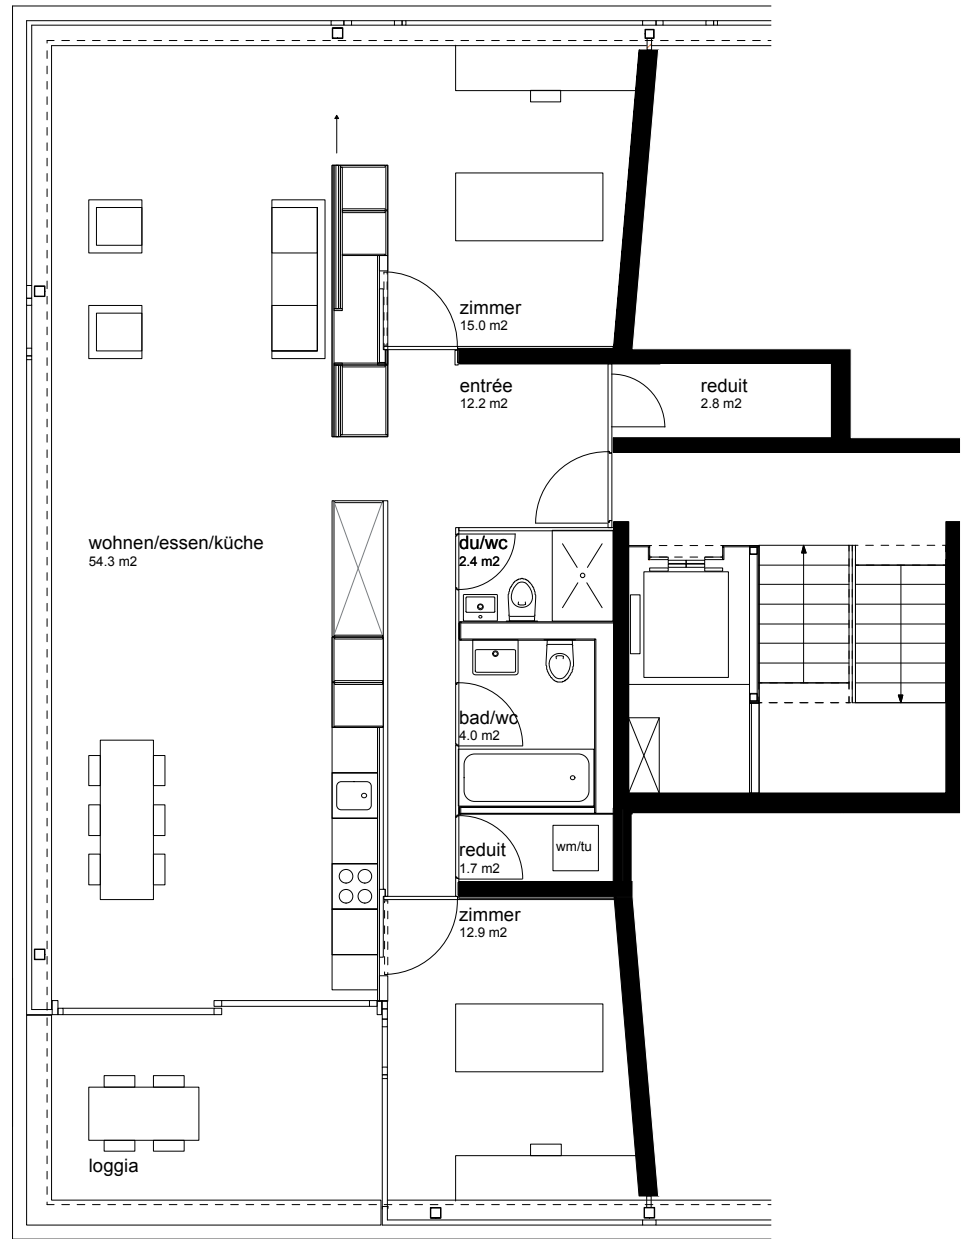 zimmer
15.0 m2
entrée
12.2 m2
reduit
2.8 m2
wohnen/essen/küche
54.3 m2
du/wc
2.4 m2
bad/wc
4.0 m2
reduit
1.7 m2
wm/tu
zimmer
12.9 m2
loggia